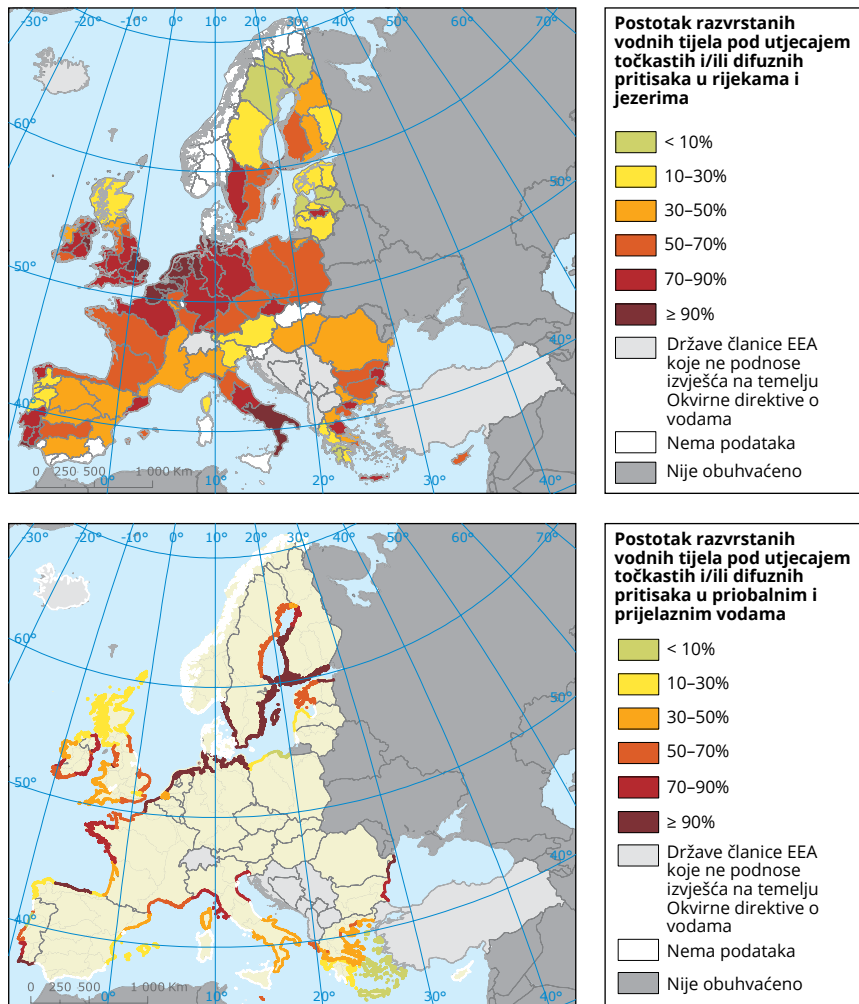 -30° -20° -10° 0° 10° 20° 30° 40° 50° 60° 70°
60°
50°
50°
40°
40°
0 250 500 1 000 Km
0° 10° 20° 30° 40°
Postotak razvrstanih
vodnih tijela pod utjecajem
točkastih i/ili difuznih
pritisaka u rijekama i
jezerima
< 10%
10–30%
30–50%
50–70%
70–90%
≥ 90%
Države članice EEA
koje ne podnose
izvješća na temelju
Okvirne direktive o
vodama
Nema podataka
Nije obuhvaćeno
-30° -20° -10° 0° 10° 20° 30° 40° 50° 60° 70°
60°
50°
50°
40°
40°
0 250 500 1 000 Km
0° 10° 20° 30° 40°
Postotak razvrstanih
vodnih tijela pod utjecajem
točkastih i/ili difuznih
pritisaka u priobalnim i
prijelaznim vodama
< 10%
10–30%
30–50%
50–70%
70–90%
≥ 90%
Države članice EEA
koje ne podnose
izvješća na temelju
Okvirne direktive o
vodama
Nema podataka
Nije obuhvaćeno